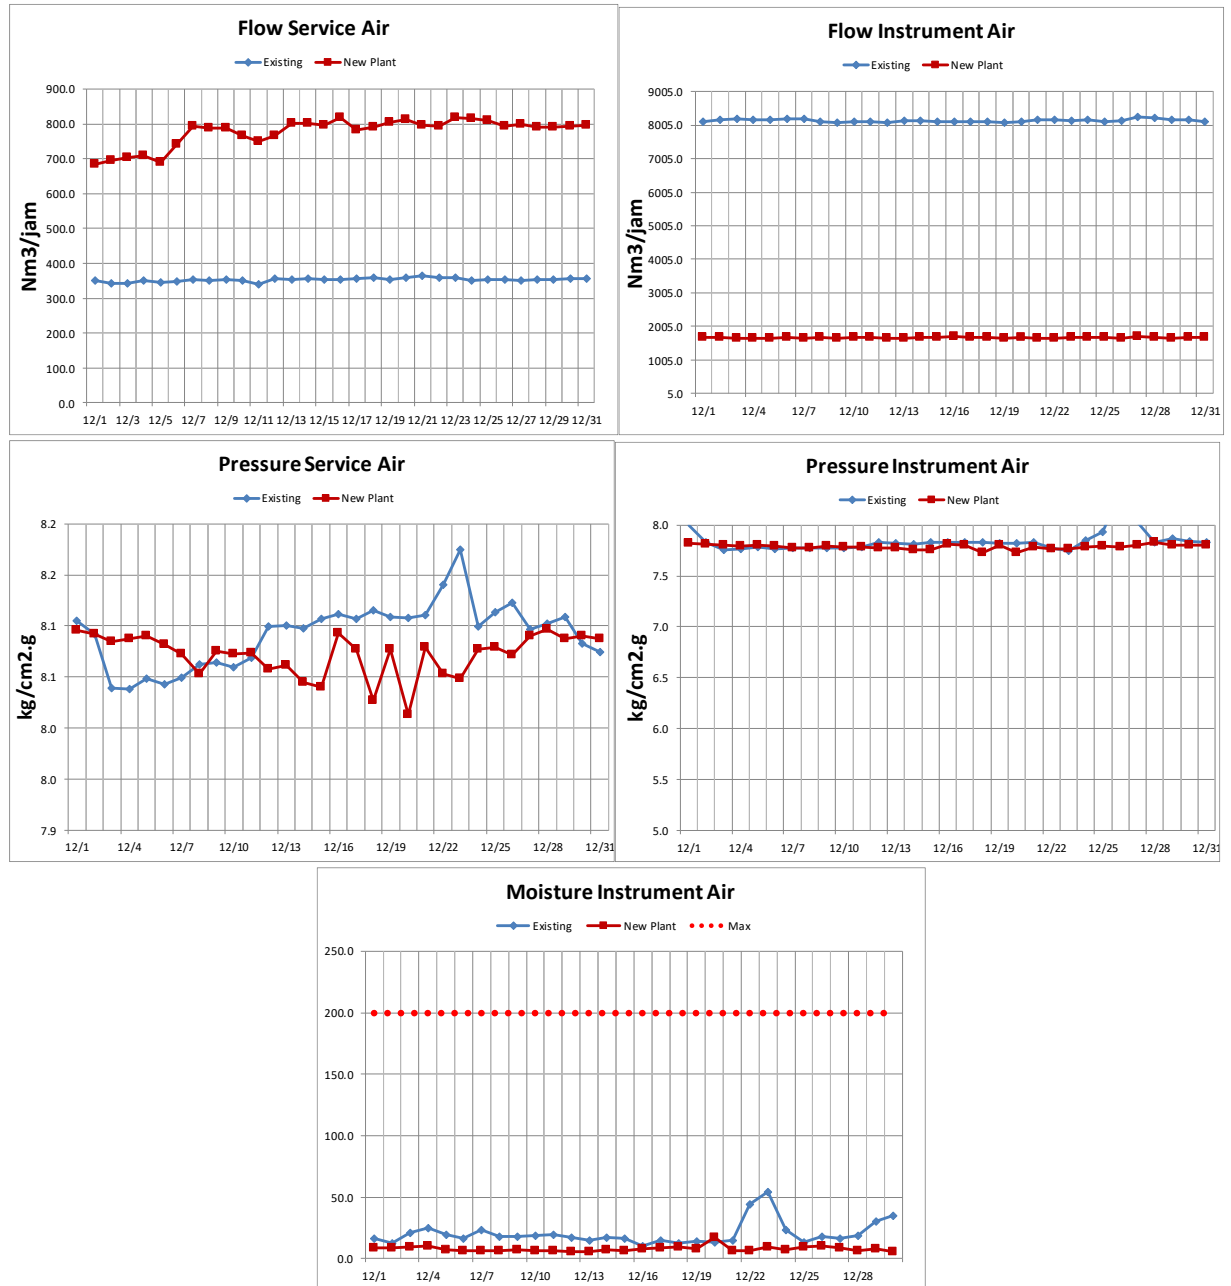 Flow Service Air
Existing New Plant
900.0
800.0
700.0
600.0
500.0
400.0
300.0
200.0
100.0
0.0
Nm3/jam
12/1 12/3 12/5 12/7 12/9 12/11 12/13 12/15 12/17 12/19 12/21 12/23 12/25 12/27 12/29 12/31
Flow Instrument Air
Existing New Plant
9005.0
8005.0
7005.0
6005.0
5005.0
4005.0
3005.0
2005.0
1005.0
5.0
Nm3/jam
12/1 12/4 12/7 12/10 12/13 12/16 12/19 12/22 12/25 12/28 12/31
Pressure Service Air
Existing New Plant
8.2
8.2
8.1
8.1
8.0
8.0
7.9
kg/cm2.g
12/1 12/4 12/7 12/10 12/13 12/16 12/19 12/22 12/25 12/28 12/31
Pressure Instrument Air
Existing New Plant
8.0
7.5
7.0
6.5
6.0
5.5
5.0
kg/cm2.g
12/1 12/4 12/7 12/10 12/13 12/16 12/19 12/22 12/25 12/28 12/31
Moisture Instrument Air
Existing New Plant Max
250.0
200.0
150.0
100.0
50.0
0.0
12/1 12/4 12/7 12/10 12/13 12/16 12/19 12/22 12/25 12/28